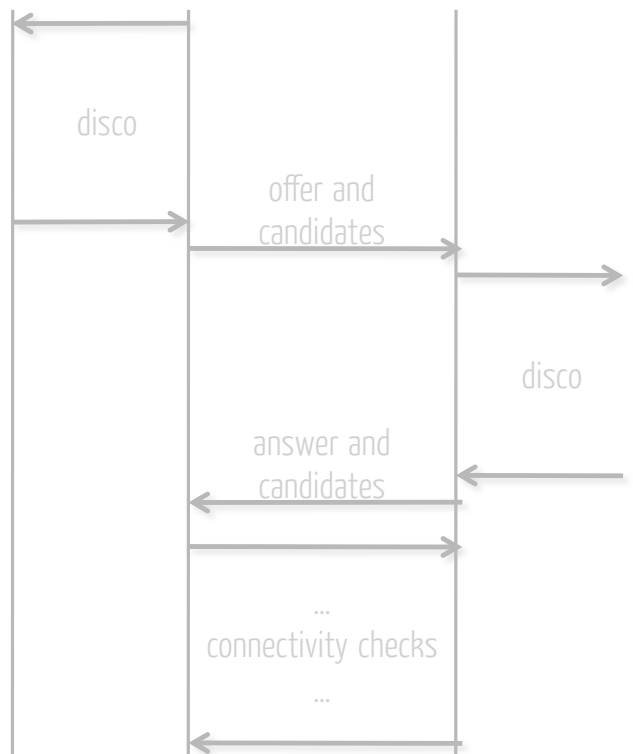 disco
offer and
candidates
disco
answer and
candidates
...
connectivity checks
...